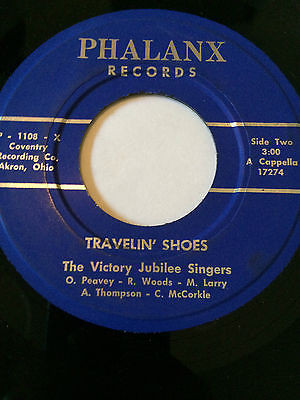 PHALANX
RECORDS
P - 1108 - X
Coventry
Recording Co.
Akron, Ohio
Side Two
3:00
A Cappella
17274
TRAVELIN' SHOES
The Victory Jubilee Singers
O. Peavey - R. Woods - M. Larry
A. Thompson - C. McCorkle